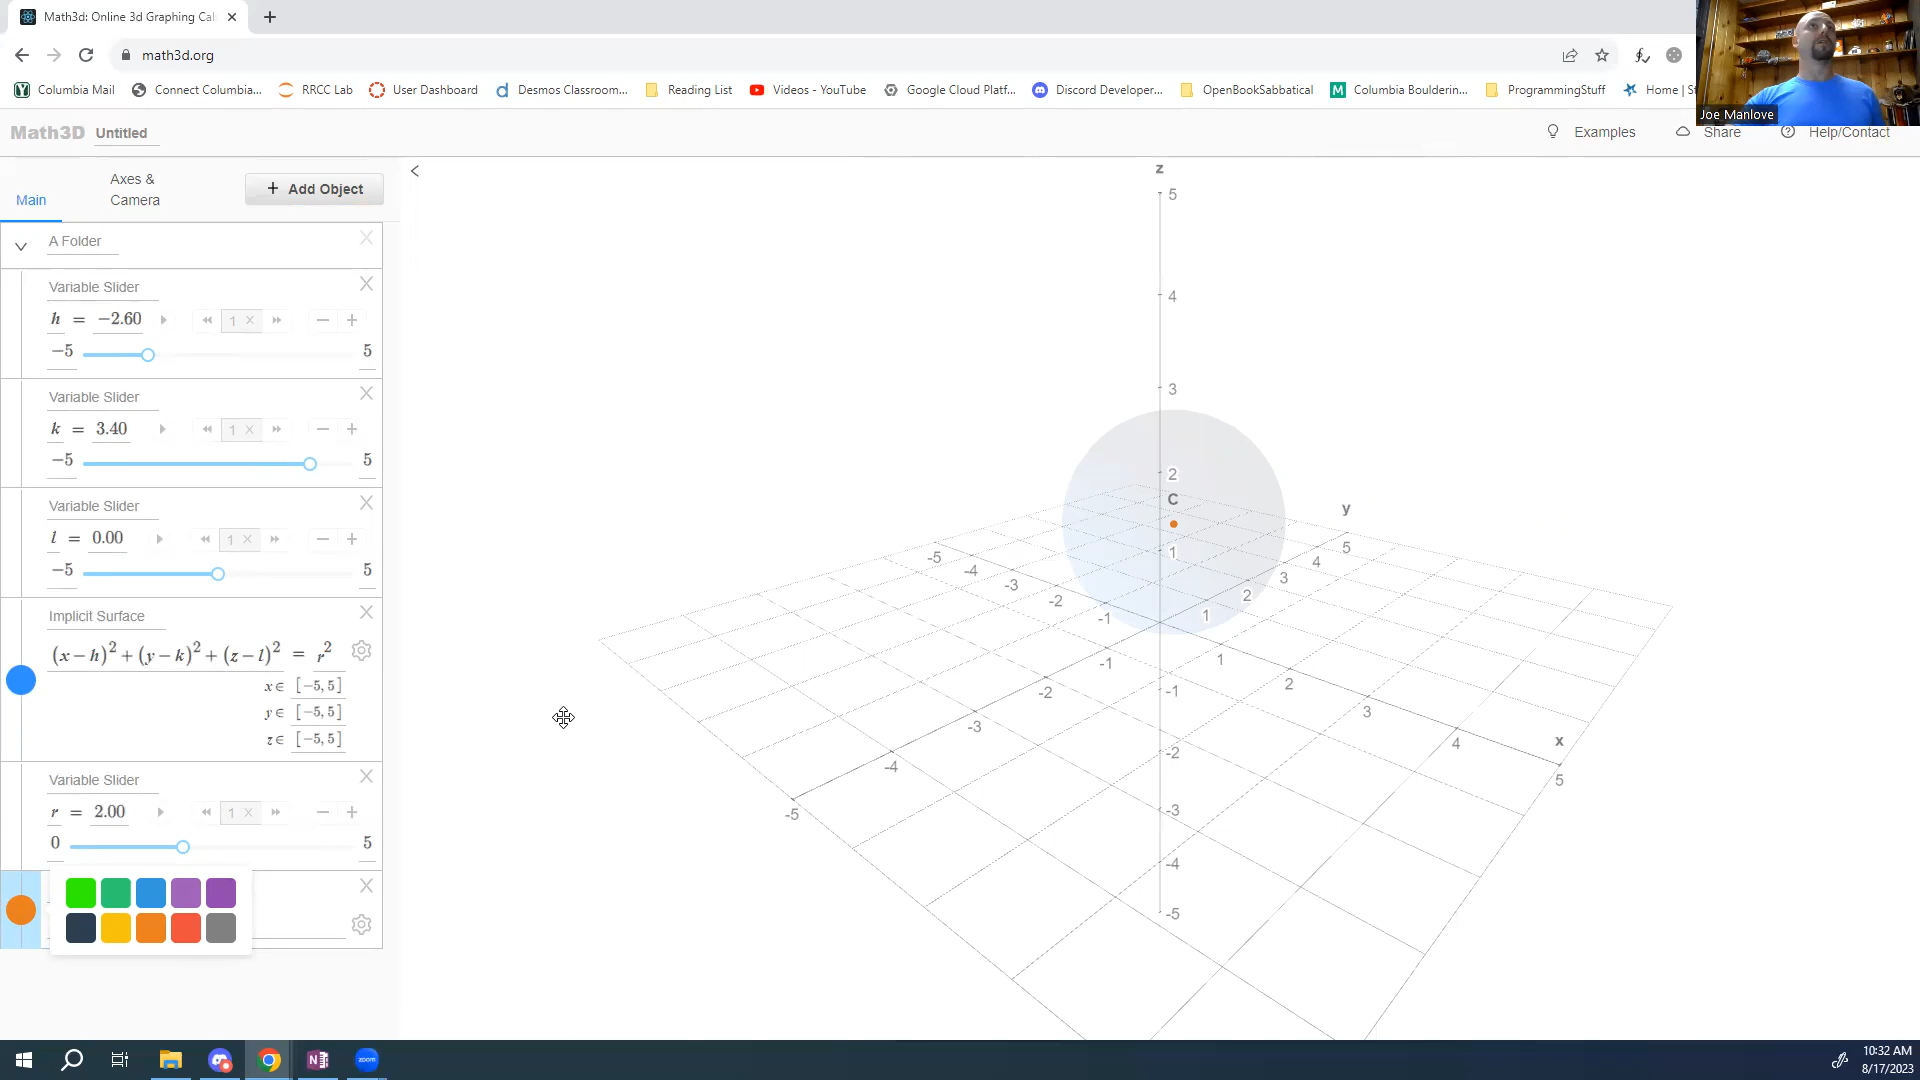 Math3d: Online 3d Graphing Cal
math3d.org
Columbia Mail
Connect Columbia...
RRCC Lab
User Dashboard
Desmos Classroom...
Reading List
Videos - YouTube
Google Cloud Platf...
Discord Developer...
OpenBookSabbatical
Columbia Boulderin...
ProgrammingStuff
Home | St
Joe Manlove
Math3D
Untitled
Examples
Share
Help/Contact
Main
Axes &
Camera
+ Add Object
A Folder
X
Variable Slider
X
h = −2.60
1 ×
− +
−5
5
Variable Slider
X
k = 3.40
1 ×
− +
−5
5
Variable Slider
X
l = 0.00
1 ×
− +
−5
5
Implicit Surface
X
(x−h)² + (y−k)² + (z−l)² = r²
x∈ [−5, 5]
y∈ [−5, 5]
z∈ [−5, 5]
Variable Slider
X
r = 2.00
1 ×
− +
0
5
X
z
5
4
3
2
C
1
-1
-2
-3
-4
-5
y
5
4
3
2
1
-1
-2
-3
-4
-5
x
5
4
3
2
1
-1
-2
-3
-4
-5
zoom
10:32 AM
8/17/2023